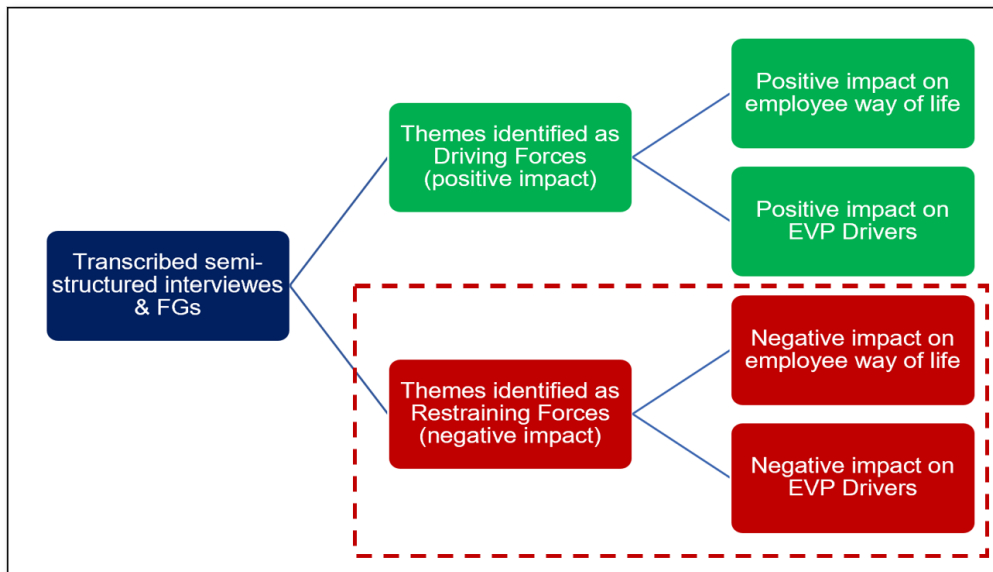 Positive impact on
employee way of life
Themes identified as
Driving Forces
(positive impact)
Positive impact on
EVP Drivers
Transcribed semi-
structured interviewes
& FGs
Negative impact on
employee way of life
Themes identified as
Restraining Forces
(negative impact)
Negative impact on
EVP Drivers